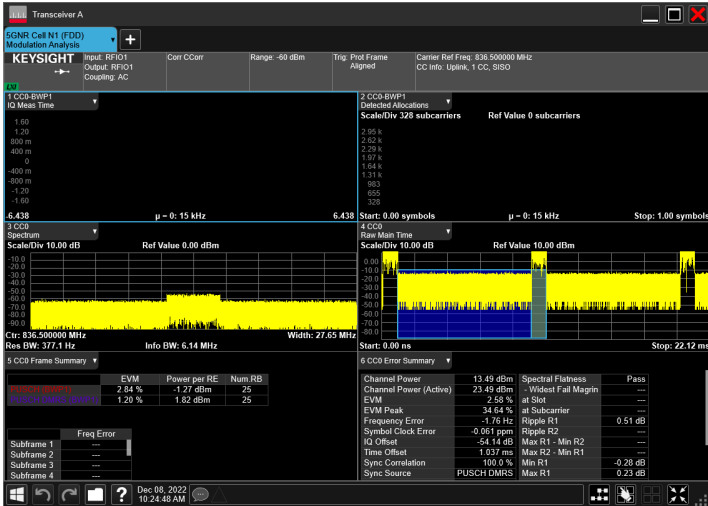 Transceiver A
5GNR Cell N1 (FDD)
Modulation Analysis
KEYSIGHT
Input: RFIO1
Output: RFIO1
Coupling: AC
Corr CCorr
Range: -60 dBm
Trig: Prot Frame
Aligned
Carrier Ref Freq: 836.500000 MHz
CC Info: Uplink, 1 CC, SISO
1 CC0-BWP1
IQ Meas Time
1.60
1.20
800 m
400 m
0
-400 m
-800 m
-1.20
-1.60
-6.438 μ = 0: 15 kHz 6.438
2 CC0-BWP1
Detected Allocations
Scale/Div 328 subcarriers Ref Value 0 subcarriers
2.95 k
2.62 k
2.29 k
1.97 k
1.64 k
1.31 k
983
655
328
Start: 0.00 symbols μ = 0: 15 kHz Stop: 1.00 symbols
3 CC0
Spectrum
Scale/Div 10.00 dB Ref Value 0.00 dBm
-10.0
-20.0
-30.0
-40.0
-50.0
-60.0
-70.0
-80.0
-90.0
Ctr: 836.500000 MHz Width: 27.65 MHz
Res BW: 377.1 Hz Info BW: 6.14 MHz
4 CC0
Raw Main Time
Scale/Div 10.00 dB Ref Value 10.00 dBm
0.00
-10.0
-20.0
-30.0
-40.0
-50.0
-60.0
-70.0
-80.0
Start: 0.00 ns Stop: 22.12 ms
5 CC0 Frame Summary
EVM Power per RE Num.RB
2.84 % -1.27 dBm 25
1.20 % 1.82 dBm 25
Freq Error
Subframe 1 ---
Subframe 2 ---
Subframe 3 ---
Subframe 4 ---
6 CC0 Error Summary
Channel Power 13.49 dBm Spectral Flatness Pass
Channel Power (Active) 23.49 dBm - Widest Fail Magrin ---
EVM 2.58 % at Slot ---
EVM Peak 34.64 % at Subcarrier ---
Frequency Error -1.76 Hz Ripple R1 0.51 dB
Symbol Clock Error -0.061 ppm Ripple R2 ---
IQ Offset -54.14 dB Max R1 - Min R2 ---
Time Offset 1.037 ms Max R2 - Min R1 ---
Sync Correlation 100.0 % Min R1 -0.28 dB
Sync Source PUSCH DMRS Max R1 0.23 dB
?
Dec 08, 2022
10:24:48 AM